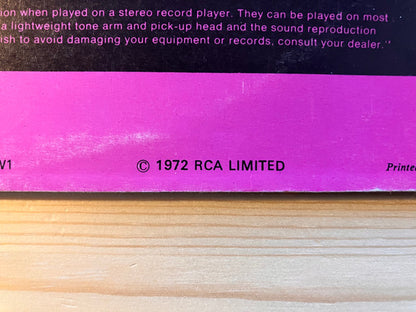 ion when played on a stereo record player. They can be played on most
a lightweight tone arm and pick-up head and the sound reproduction
ish to avoid damaging your equipment or records, consult your dealer."
W1 © 1972 RCA LIMITED Printe